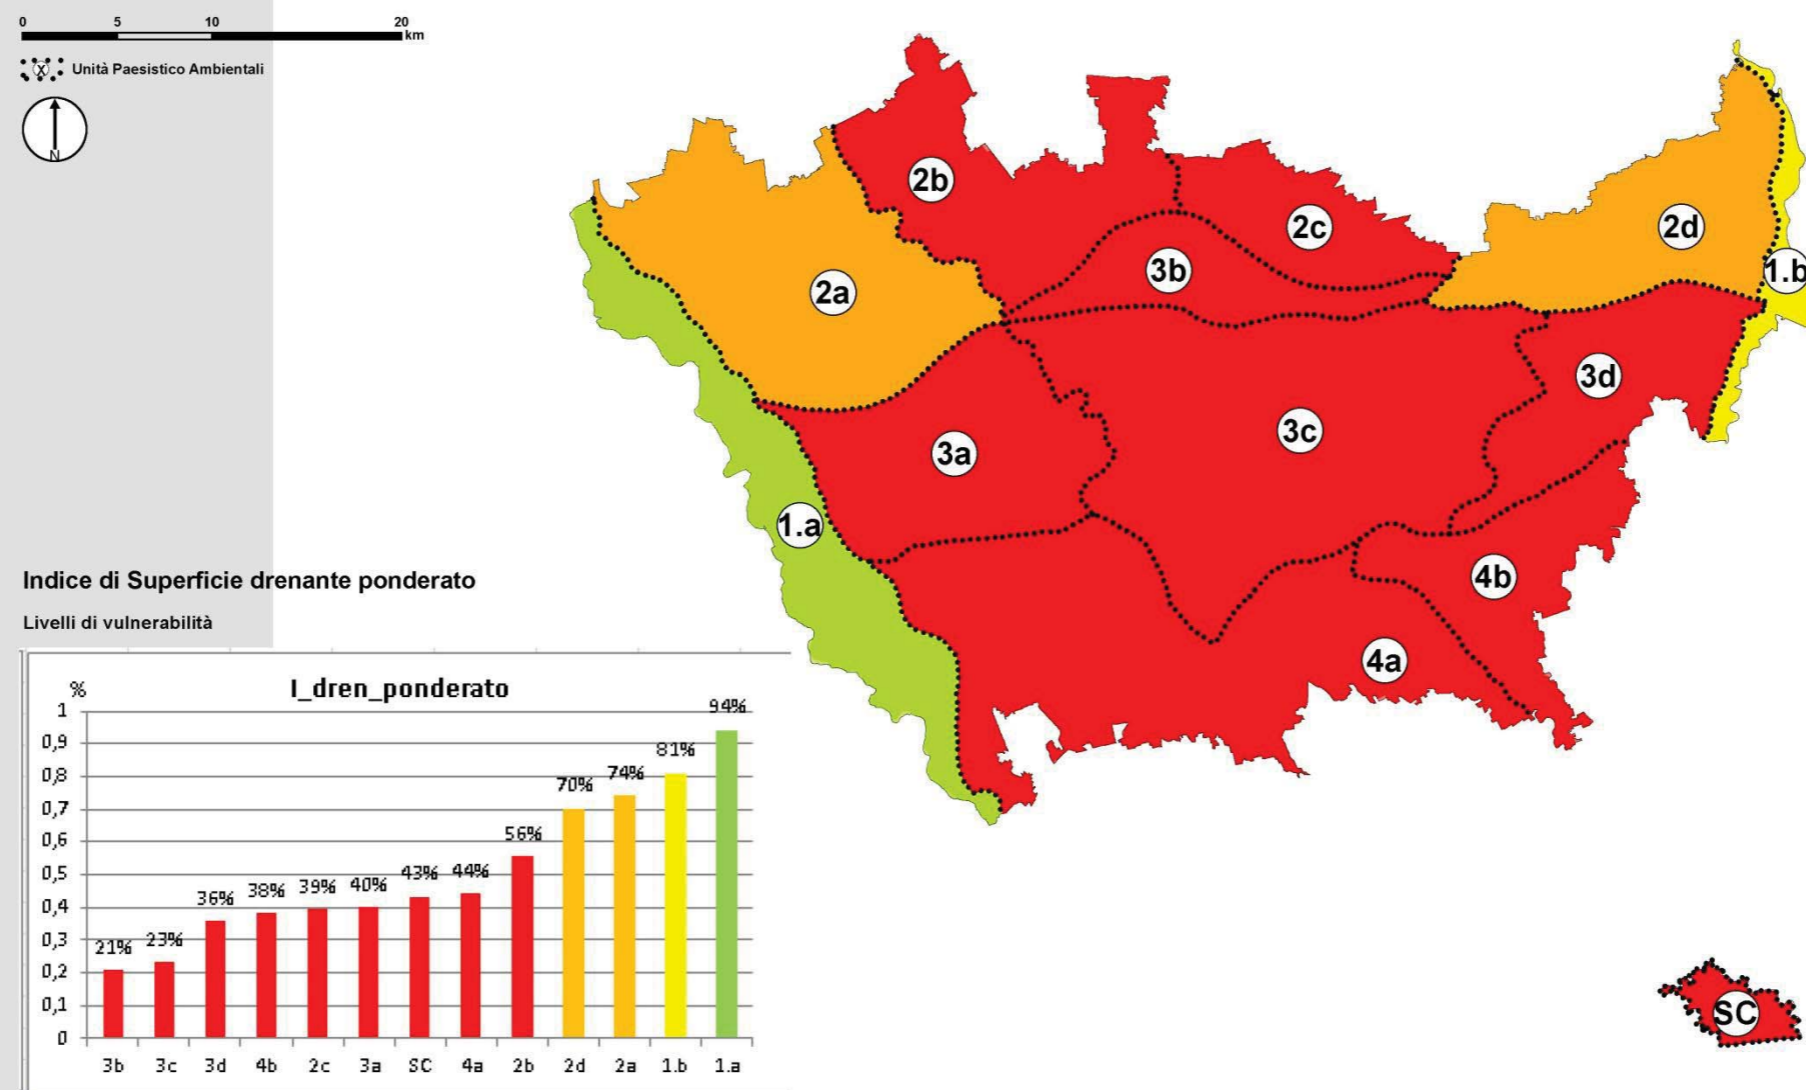 0 5 10 20
km
X Unità Paesistico Ambientali
N
Indice di Superficie drenante ponderato
Livelli di vulnerabilità
% I_dren_ponderato
1
0,9
0,8
0,7
0,6
0,5
0,4
0,3
0,2
0,1
0
21% 23% 36% 38% 39% 40% 43% 44% 56% 70% 74% 81% 94%
3b 3c 3d 4b 2c 3a SC 4a 2b 2d 2a 1.b 1.a
2b
2c
2d
3b
1.b
2a
3d
3c
3a
1.a
4b
4a
SC